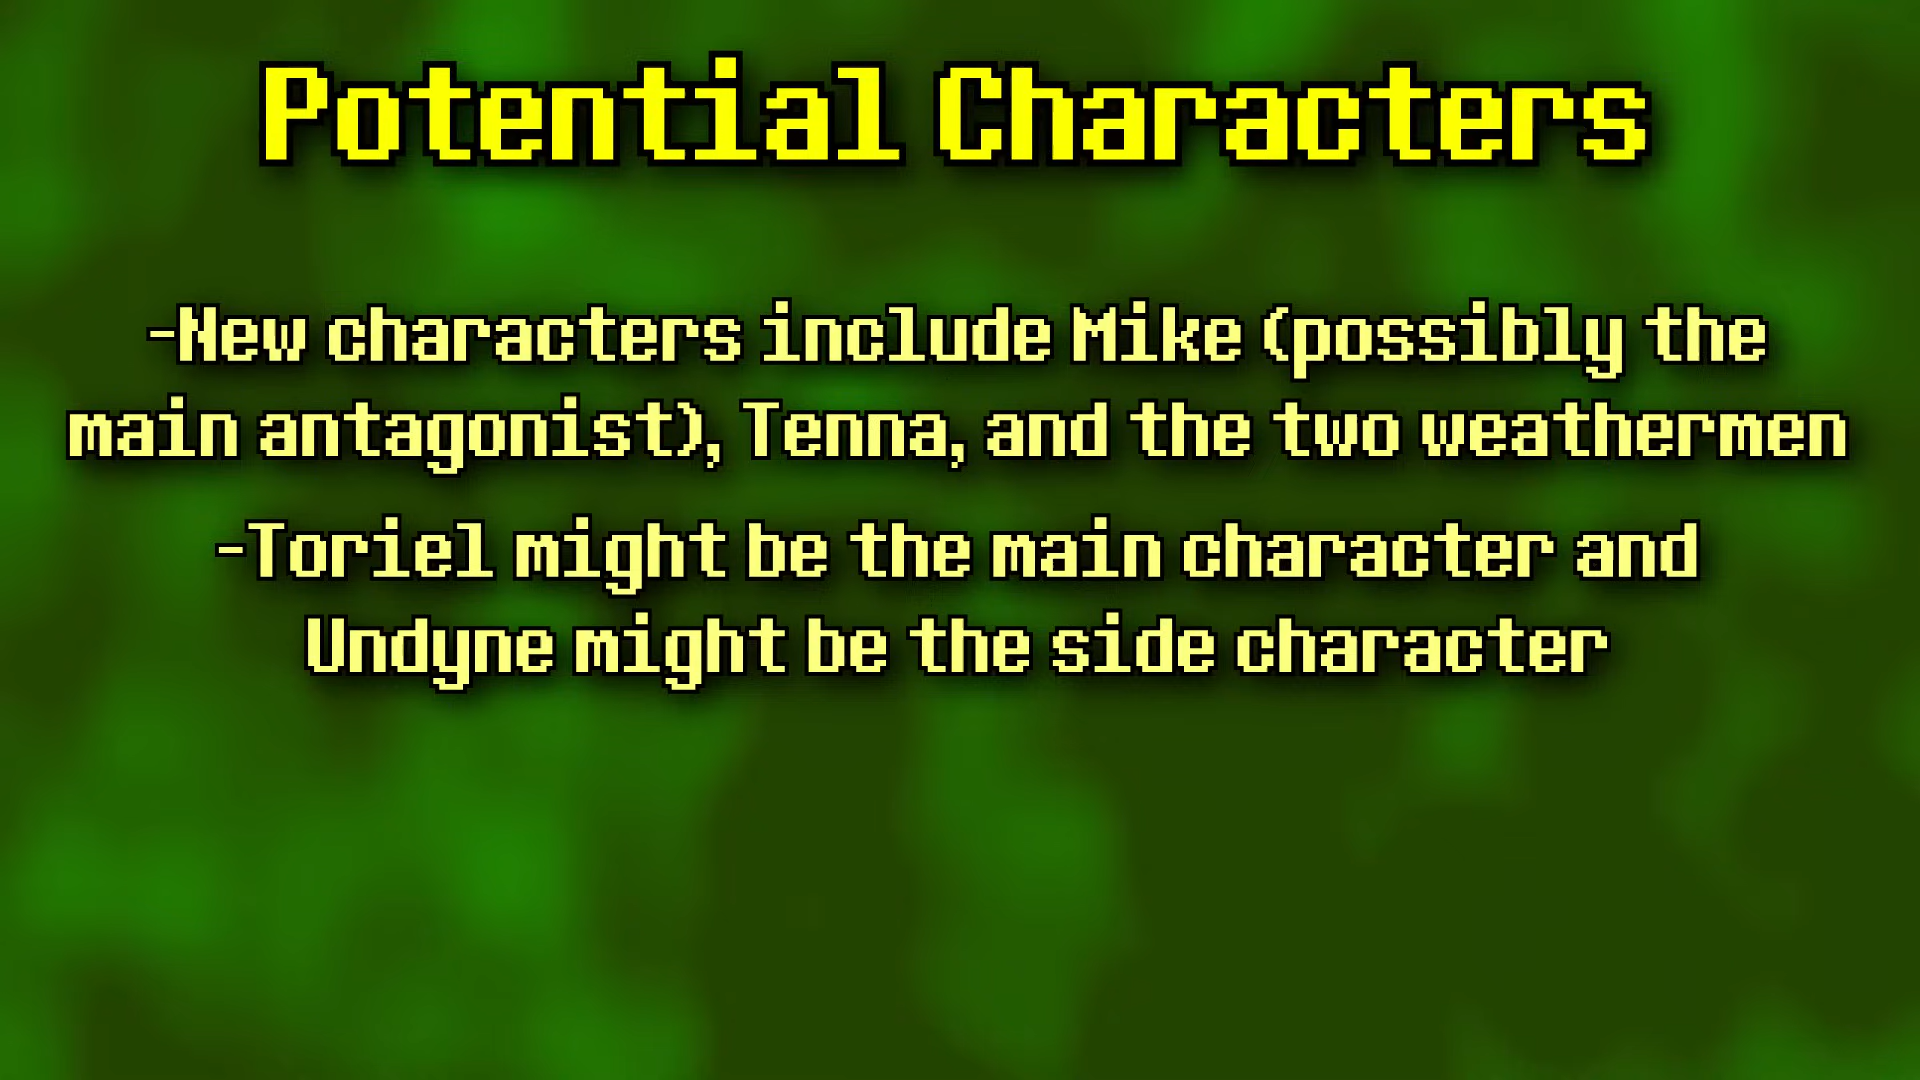 Potential Characters
-New characters include Mike (possibly the
main antagonist), Tenna, and the two weathermen
-Toriel might be the main character and
Undyne might be the side character